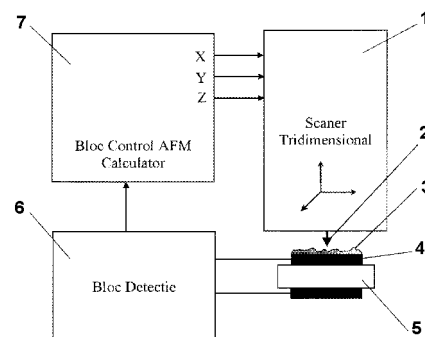 7
1
X
Y
Z
Bloc Control AFM
Calculator
Scaner
Tridimensional
2
3
4
5
6
Bloc Detectie